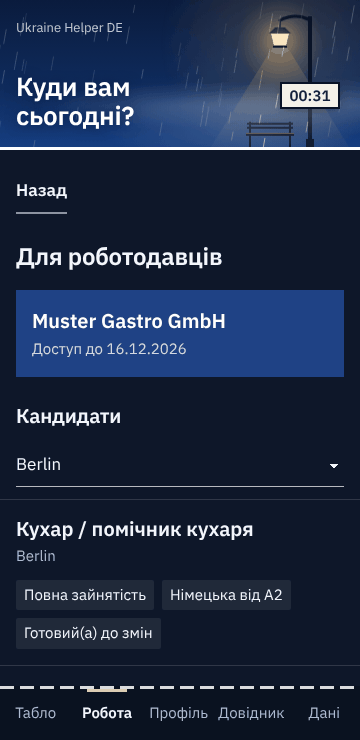 Ukraine Helper DE
Куди вам
сьогодні?
00:31
Назад
Для роботодавців
Muster Gastro GmbH
Доступ до 16.12.2026
Кандидати
Berlin
Кухар / помічник кухаря
Berlin
Повна зайнятість
Німецька від A2
Готовий(а) до змін
Табло
Робота
Профіль
Довідник
Дані